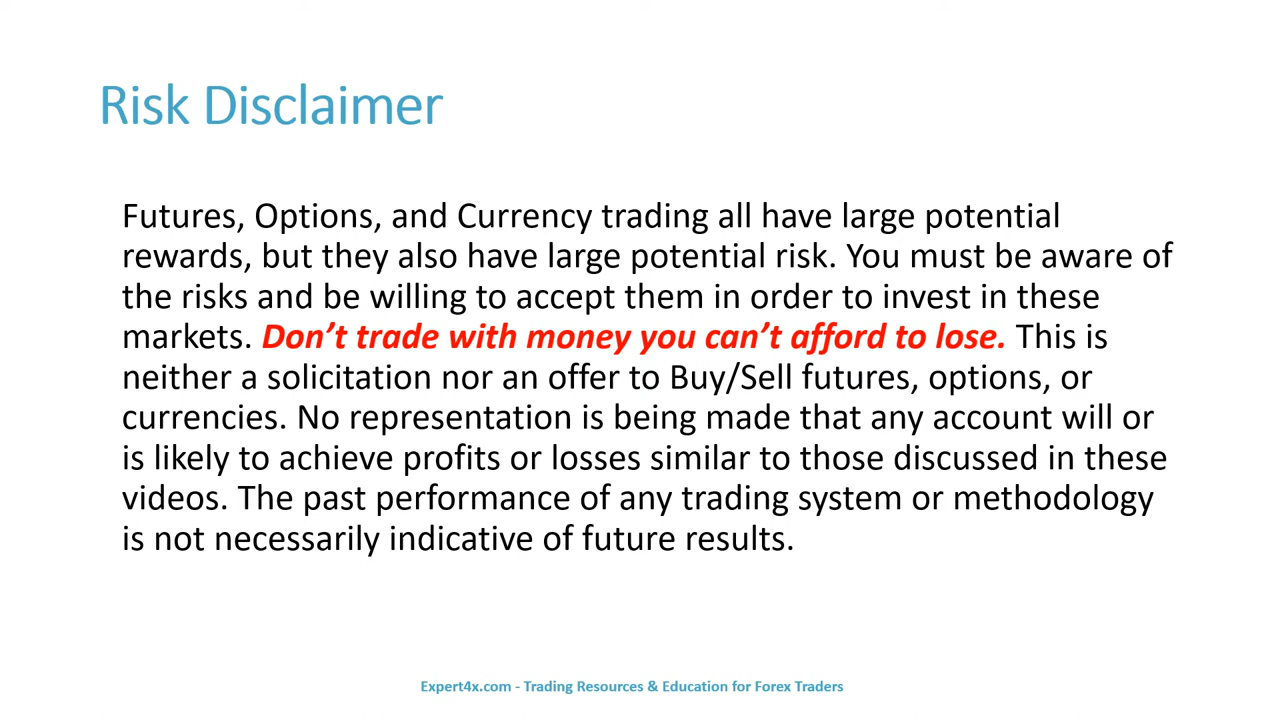 Risk Disclaimer
Futures, Options, and Currency trading all have large potential
rewards, but they also have large potential risk. You must be aware of
the risks and be willing to accept them in order to invest in these
markets. Don’t trade with money you can’t afford to lose. This is
neither a solicitation nor an offer to Buy/Sell futures, options, or
currencies. No representation is being made that any account will or
is likely to achieve profits or losses similar to those discussed in these
videos. The past performance of any trading system or methodology
is not necessarily indicative of future results.
Expert4x.com - Trading Resources & Education for Forex Traders